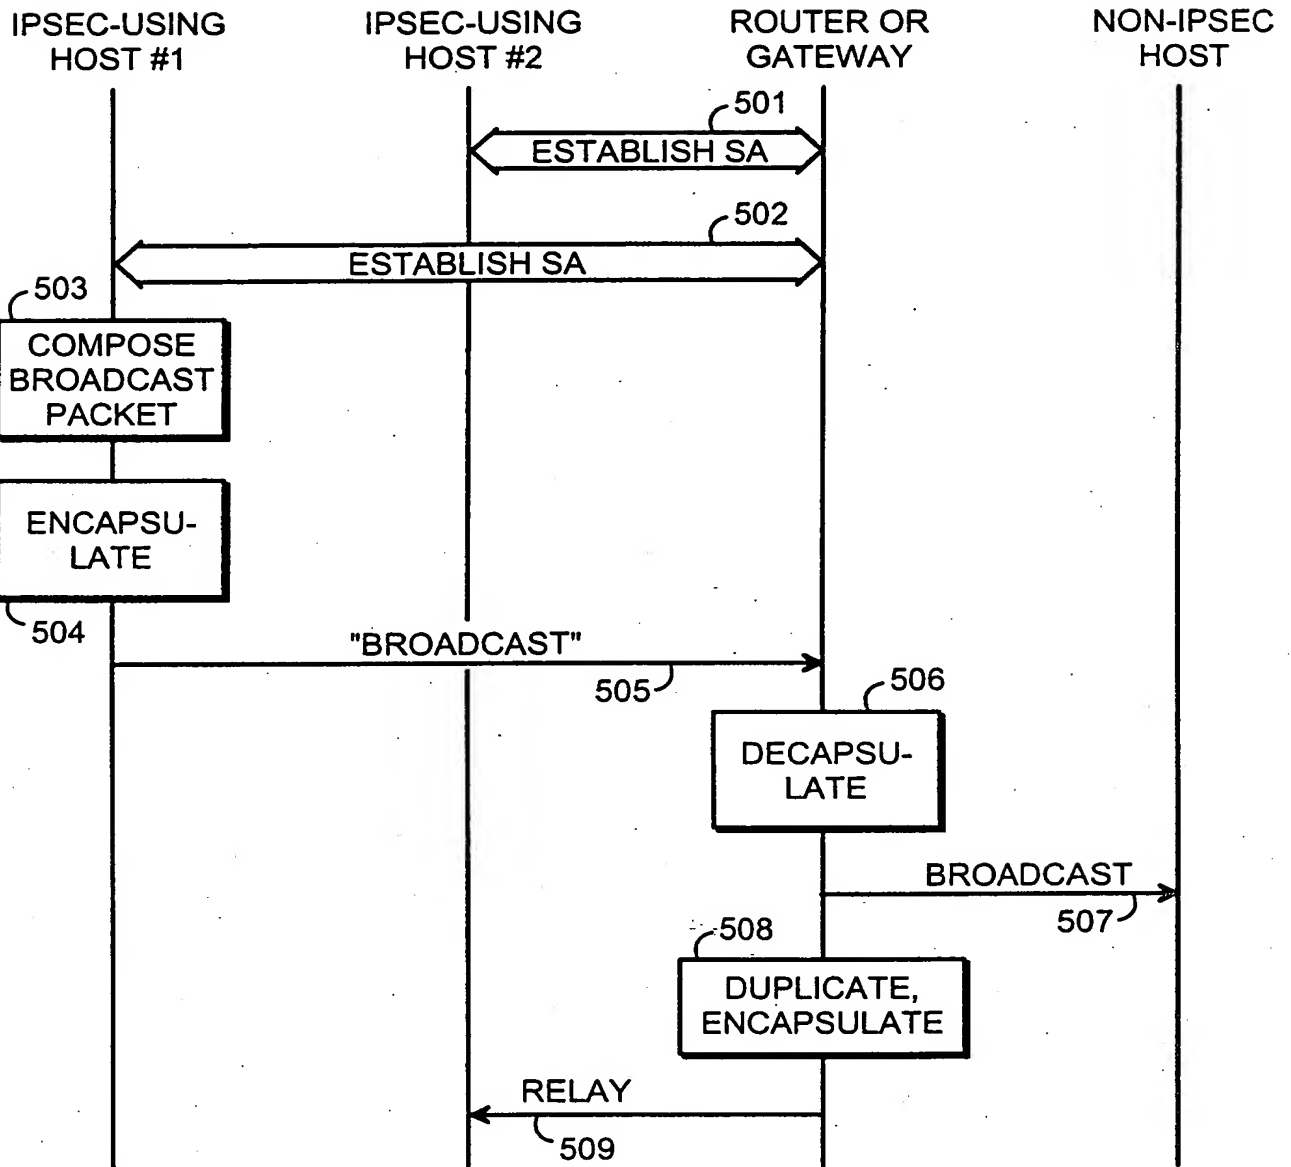 IPSEC-USING
HOST #1
IPSEC-USING
HOST #2
ROUTER OR
GATEWAY
NON-IPSEC
HOST
501
ESTABLISH SA
502
ESTABLISH SA
503
COMPOSE
BROADCAST
PACKET
ENCAPSU-
LATE
504
"BROADCAST"
505
506
DECAPSU-
LATE
BROADCAST
507
508
DUPLICATE,
ENCAPSULATE
RELAY
509